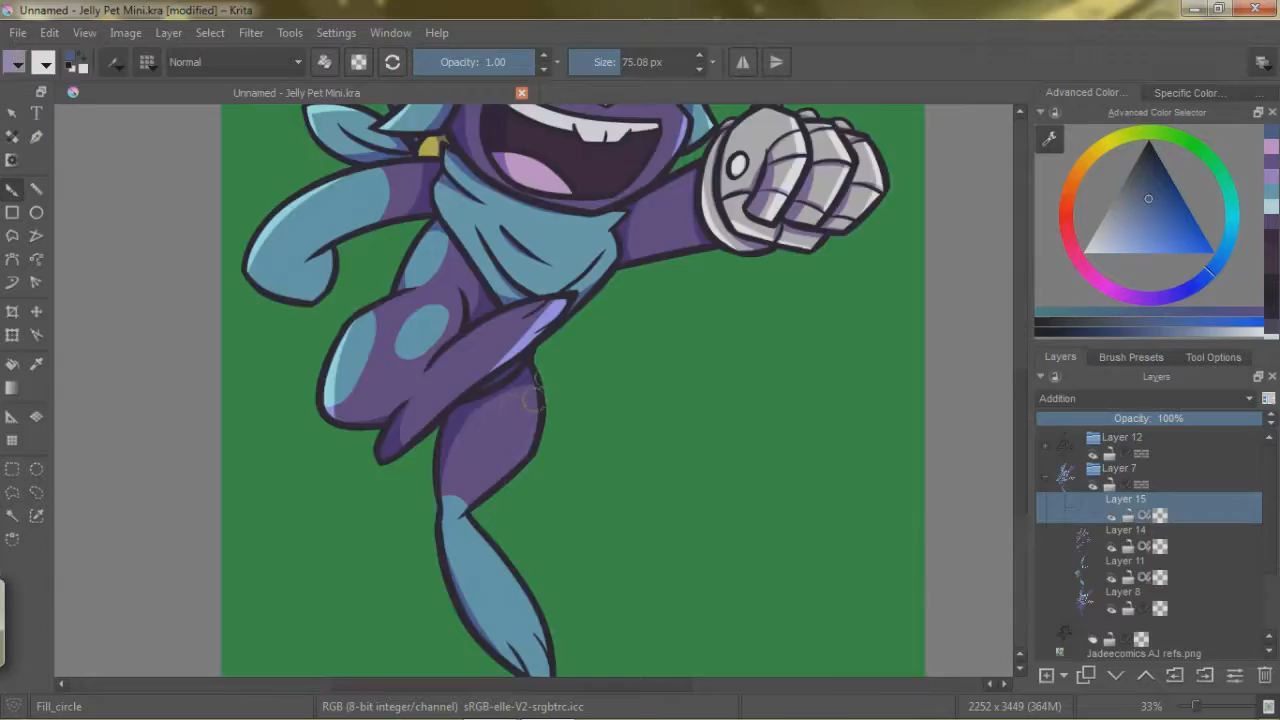 Unnamed - Jelly Pet Mini.kra [modified] – Krita
File Edit View Image Layer Select Filter Tools Settings Window Help
Normal Opacity: 1.00 Size: 75.08 px
Unnamed - Jelly Pet Mini.kra
Advanced Color... Specific Color...
Advanced Color Selector
Layers Brush Presets Tool Options
Layers
Addition
Opacity: 100%
Layer 12
Layer 7
Layer 15
Layer 14
Layer 11
Layer 8
Jadeecomics AJ refs.png
Fill_circle RGB (8-bit integer/channel) sRGB-elle-V2-srgbtrc.icc 2252 x 3449 (364M) 33%